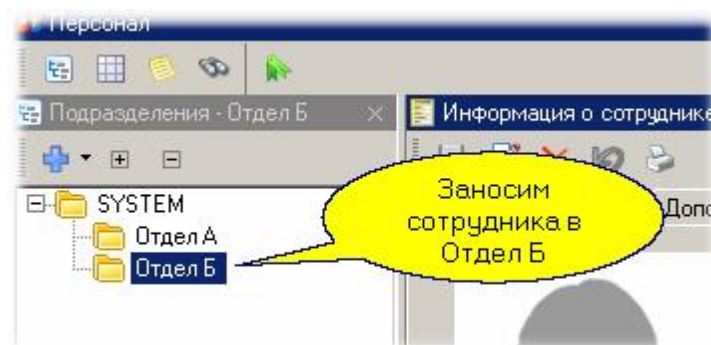 Персонал
Подразделения - Отдел Б
Информация о сотруднике
SYSTEM
Отдел А
Отдел Б
Заносим
сотрудника в
Отдел Б